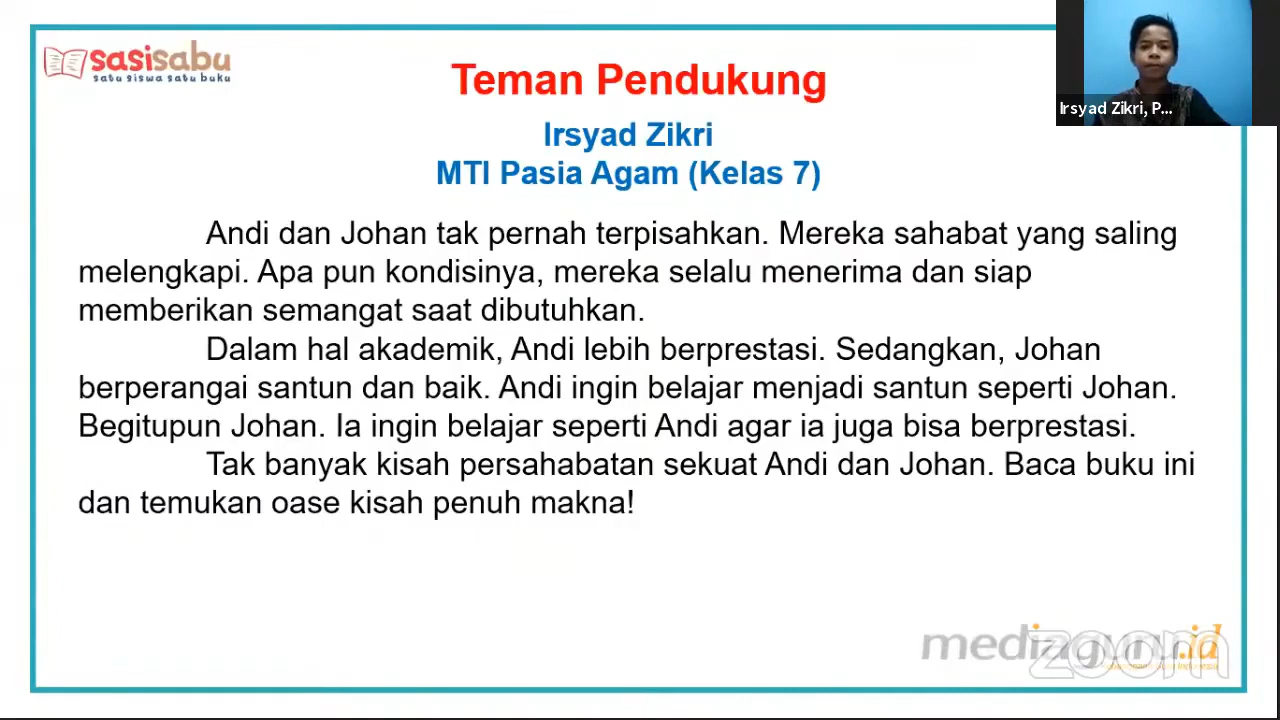 sasisabu
satu siswa satu buku
Teman Pendukung
Irsyad Zikri
MTI Pasia Agam (Kelas 7)
Irsyad Zikri, P...
Andi dan Johan tak pernah terpisahkan. Mereka sahabat yang saling
melengkapi. Apa pun kondisinya, mereka selalu menerima dan siap
memberikan semangat saat dibutuhkan.
Dalam hal akademik, Andi lebih berprestasi. Sedangkan, Johan
berperangai santun dan baik. Andi ingin belajar menjadi santun seperti Johan.
Begitupun Johan. Ia ingin belajar seperti Andi agar ia juga bisa berprestasi.
Tak banyak kisah persahabatan sekuat Andi dan Johan. Baca buku ini
dan temukan oase kisah penuh makna!
mediaguru.id
zoom